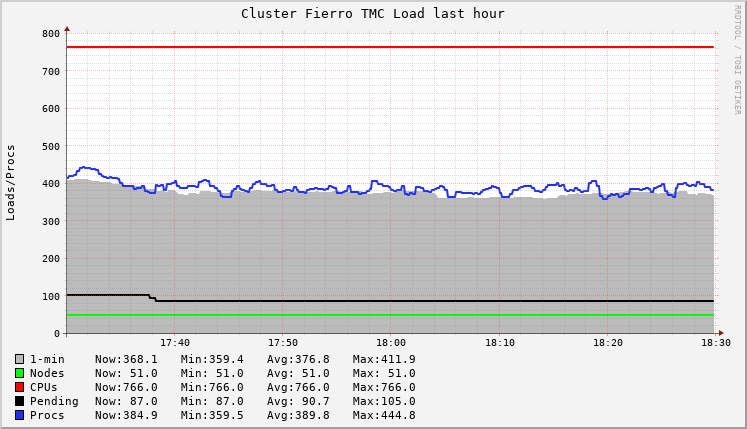 Cluster Fierro TMC Load last hour
RRDTOOL / TOBI OETIKER
Loads/Procs
800
700
600
500
400
300
200
100
0
17:40 17:50 18:00 18:10 18:20 18:30
1-min Now:368.1 Min:359.4 Avg:376.8 Max:411.9
Nodes Now: 51.0 Min: 51.0 Avg: 51.0 Max: 51.0
CPUs Now:766.0 Min:766.0 Avg:766.0 Max:766.0
Pending Now: 87.0 Min: 87.0 Avg: 90.7 Max:105.0
Procs Now:384.9 Min:359.5 Avg:389.8 Max:444.8